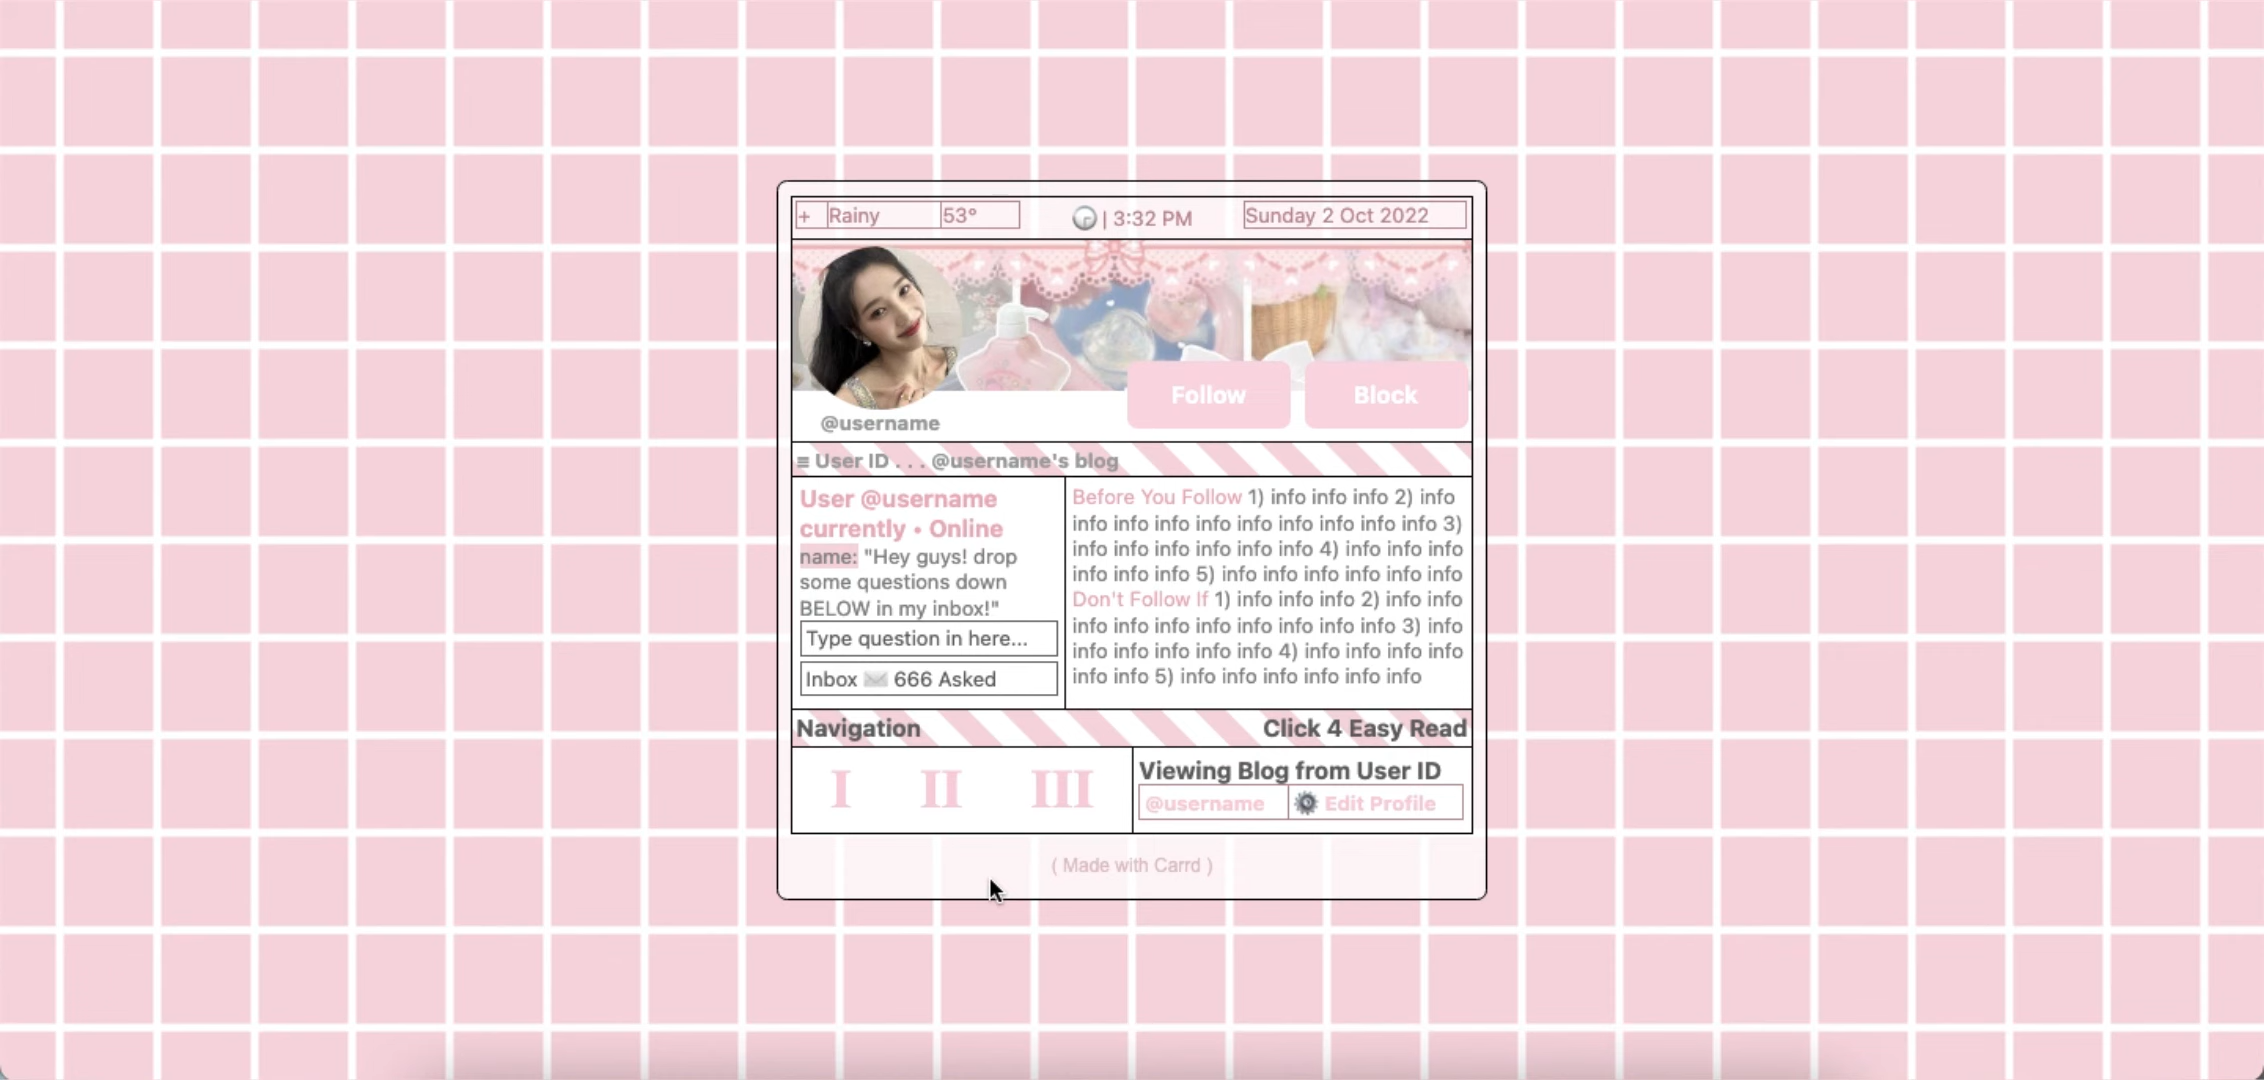 + Rainy 53° | 3:32 PM Sunday 2 Oct 2022
Follow Block
@username
≡ User ID . . . @username's blog
User @username
currently • Online
name: "Hey guys! drop
some questions down
BELOW in my inbox!"
Type question in here...
Inbox ✉️ 666 Asked
Before You Follow 1) info info info 2) info
info info info info info info info info info 3)
info info info info info info 4) info info info
info info info 5) info info info info info info
Don't Follow If 1) info info info 2) info info
info info info info info info info info 3) info
info info info info info 4) info info info info
info info 5) info info info info info info
Navigation Click 4 Easy Read
I II III
Viewing Blog from User ID
@username ⚙️ Edit Profile
( Made with Carrd )